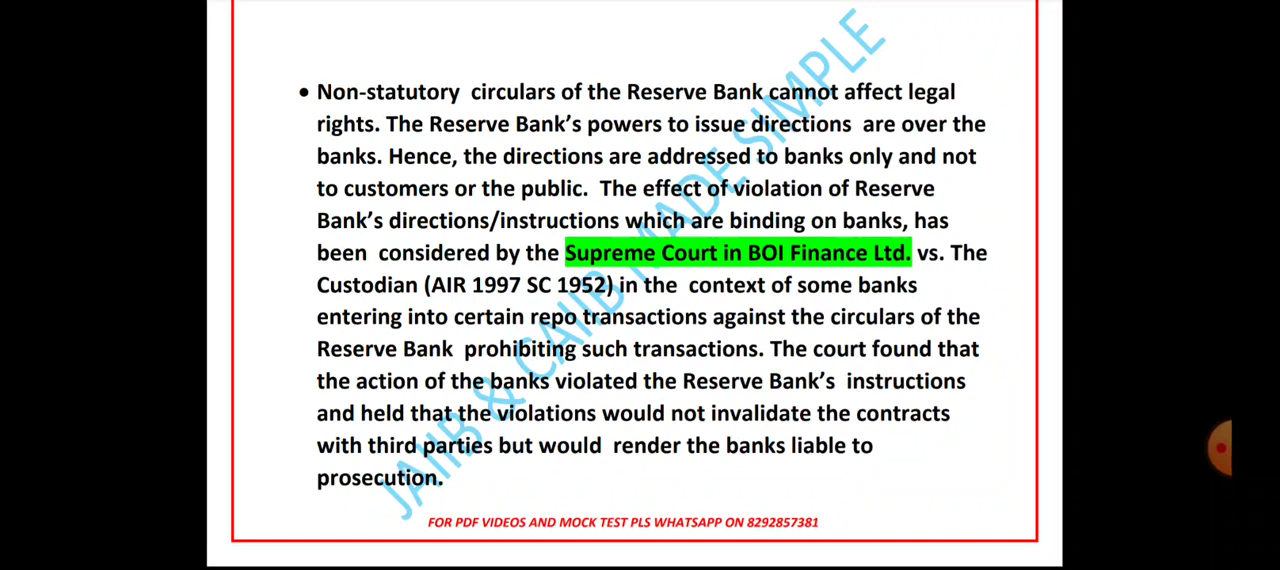 • Non-statutory circulars of the Reserve Bank cannot affect legal
rights. The Reserve Bank's powers to issue directions are over the
banks. Hence, the directions are addressed to banks only and not
to customers or the public. The effect of violation of Reserve
Bank's directions/instructions which are binding on banks, has
been considered by the Supreme Court in BOI Finance Ltd. vs. The
Custodian (AIR 1997 SC 1952) in the context of some banks
entering into certain repo transactions against the circulars of the
Reserve Bank prohibiting such transactions. The court found that
the action of the banks violated the Reserve Bank's instructions
and held that the violations would not invalidate the contracts
with third parties but would render the banks liable to
prosecution.
JAIIB & CAIIB MADE SIMPLE
FOR PDF VIDEOS AND MOCK TEST PLS WHATSAPP ON 8292857381